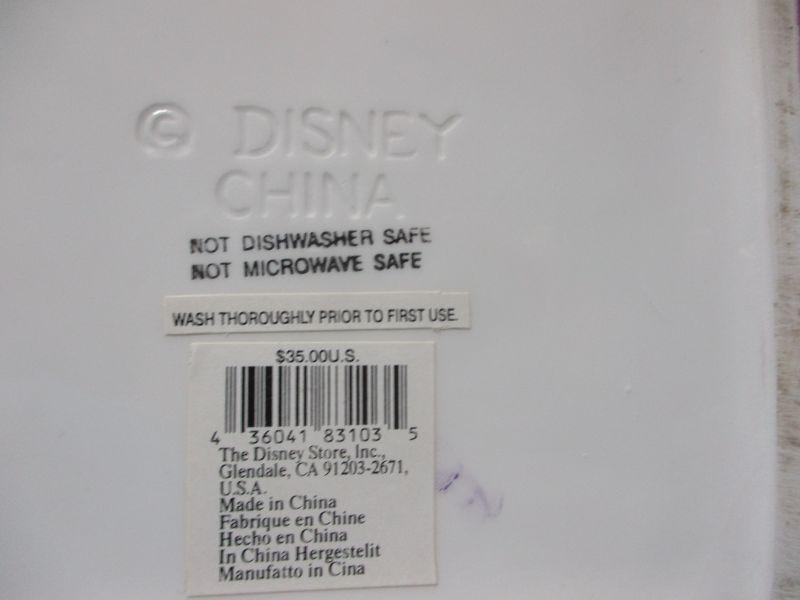 © DISNEY
CHINA
NOT DISHWASHER SAFE
NOT MICROWAVE SAFE
WASH THOROUGHLY PRIOR TO FIRST USE.
$35.00U.S.
4 36041 83103 5
The Disney Store, Inc.,
Glendale, CA 91203-2671,
U.S.A.
Made in China
Fabrique en Chine
Hecho en China
In China Hergestelit
Manufatto in Cina